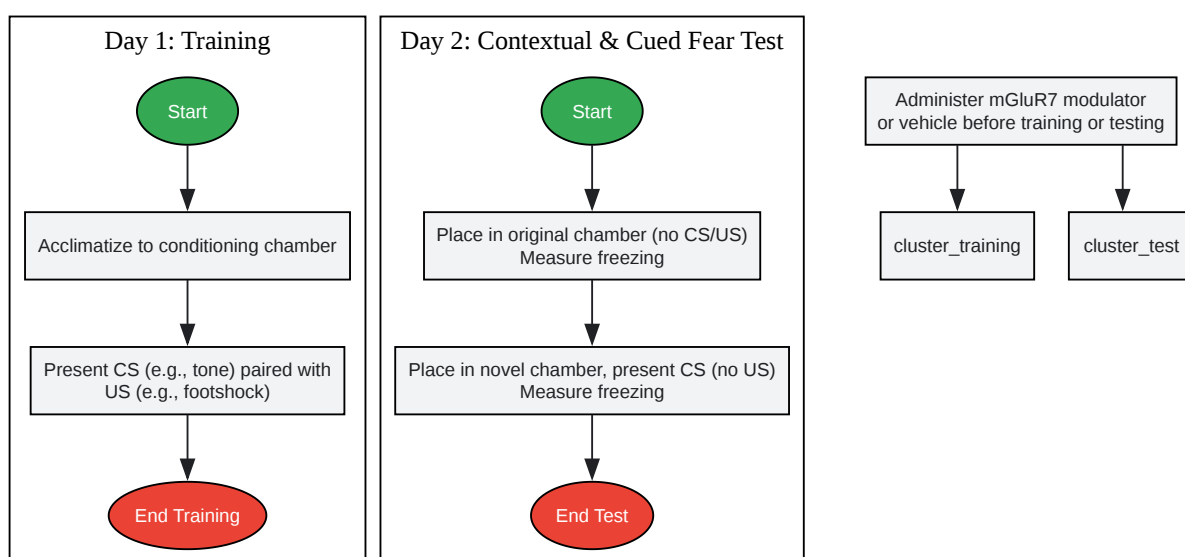 Day 1: Training
Start
Acclimatize to conditioning chamber
Present CS (e.g., tone) paired with
US (e.g., footshock)
End Training
Day 2: Contextual & Cued Fear Test
Start
Place in original chamber (no CS/US)
Measure freezing
Place in novel chamber, present CS (no US)
Measure freezing
End Test
Administer mGluR7 modulator
or vehicle before training or testing
cluster_training
cluster_test